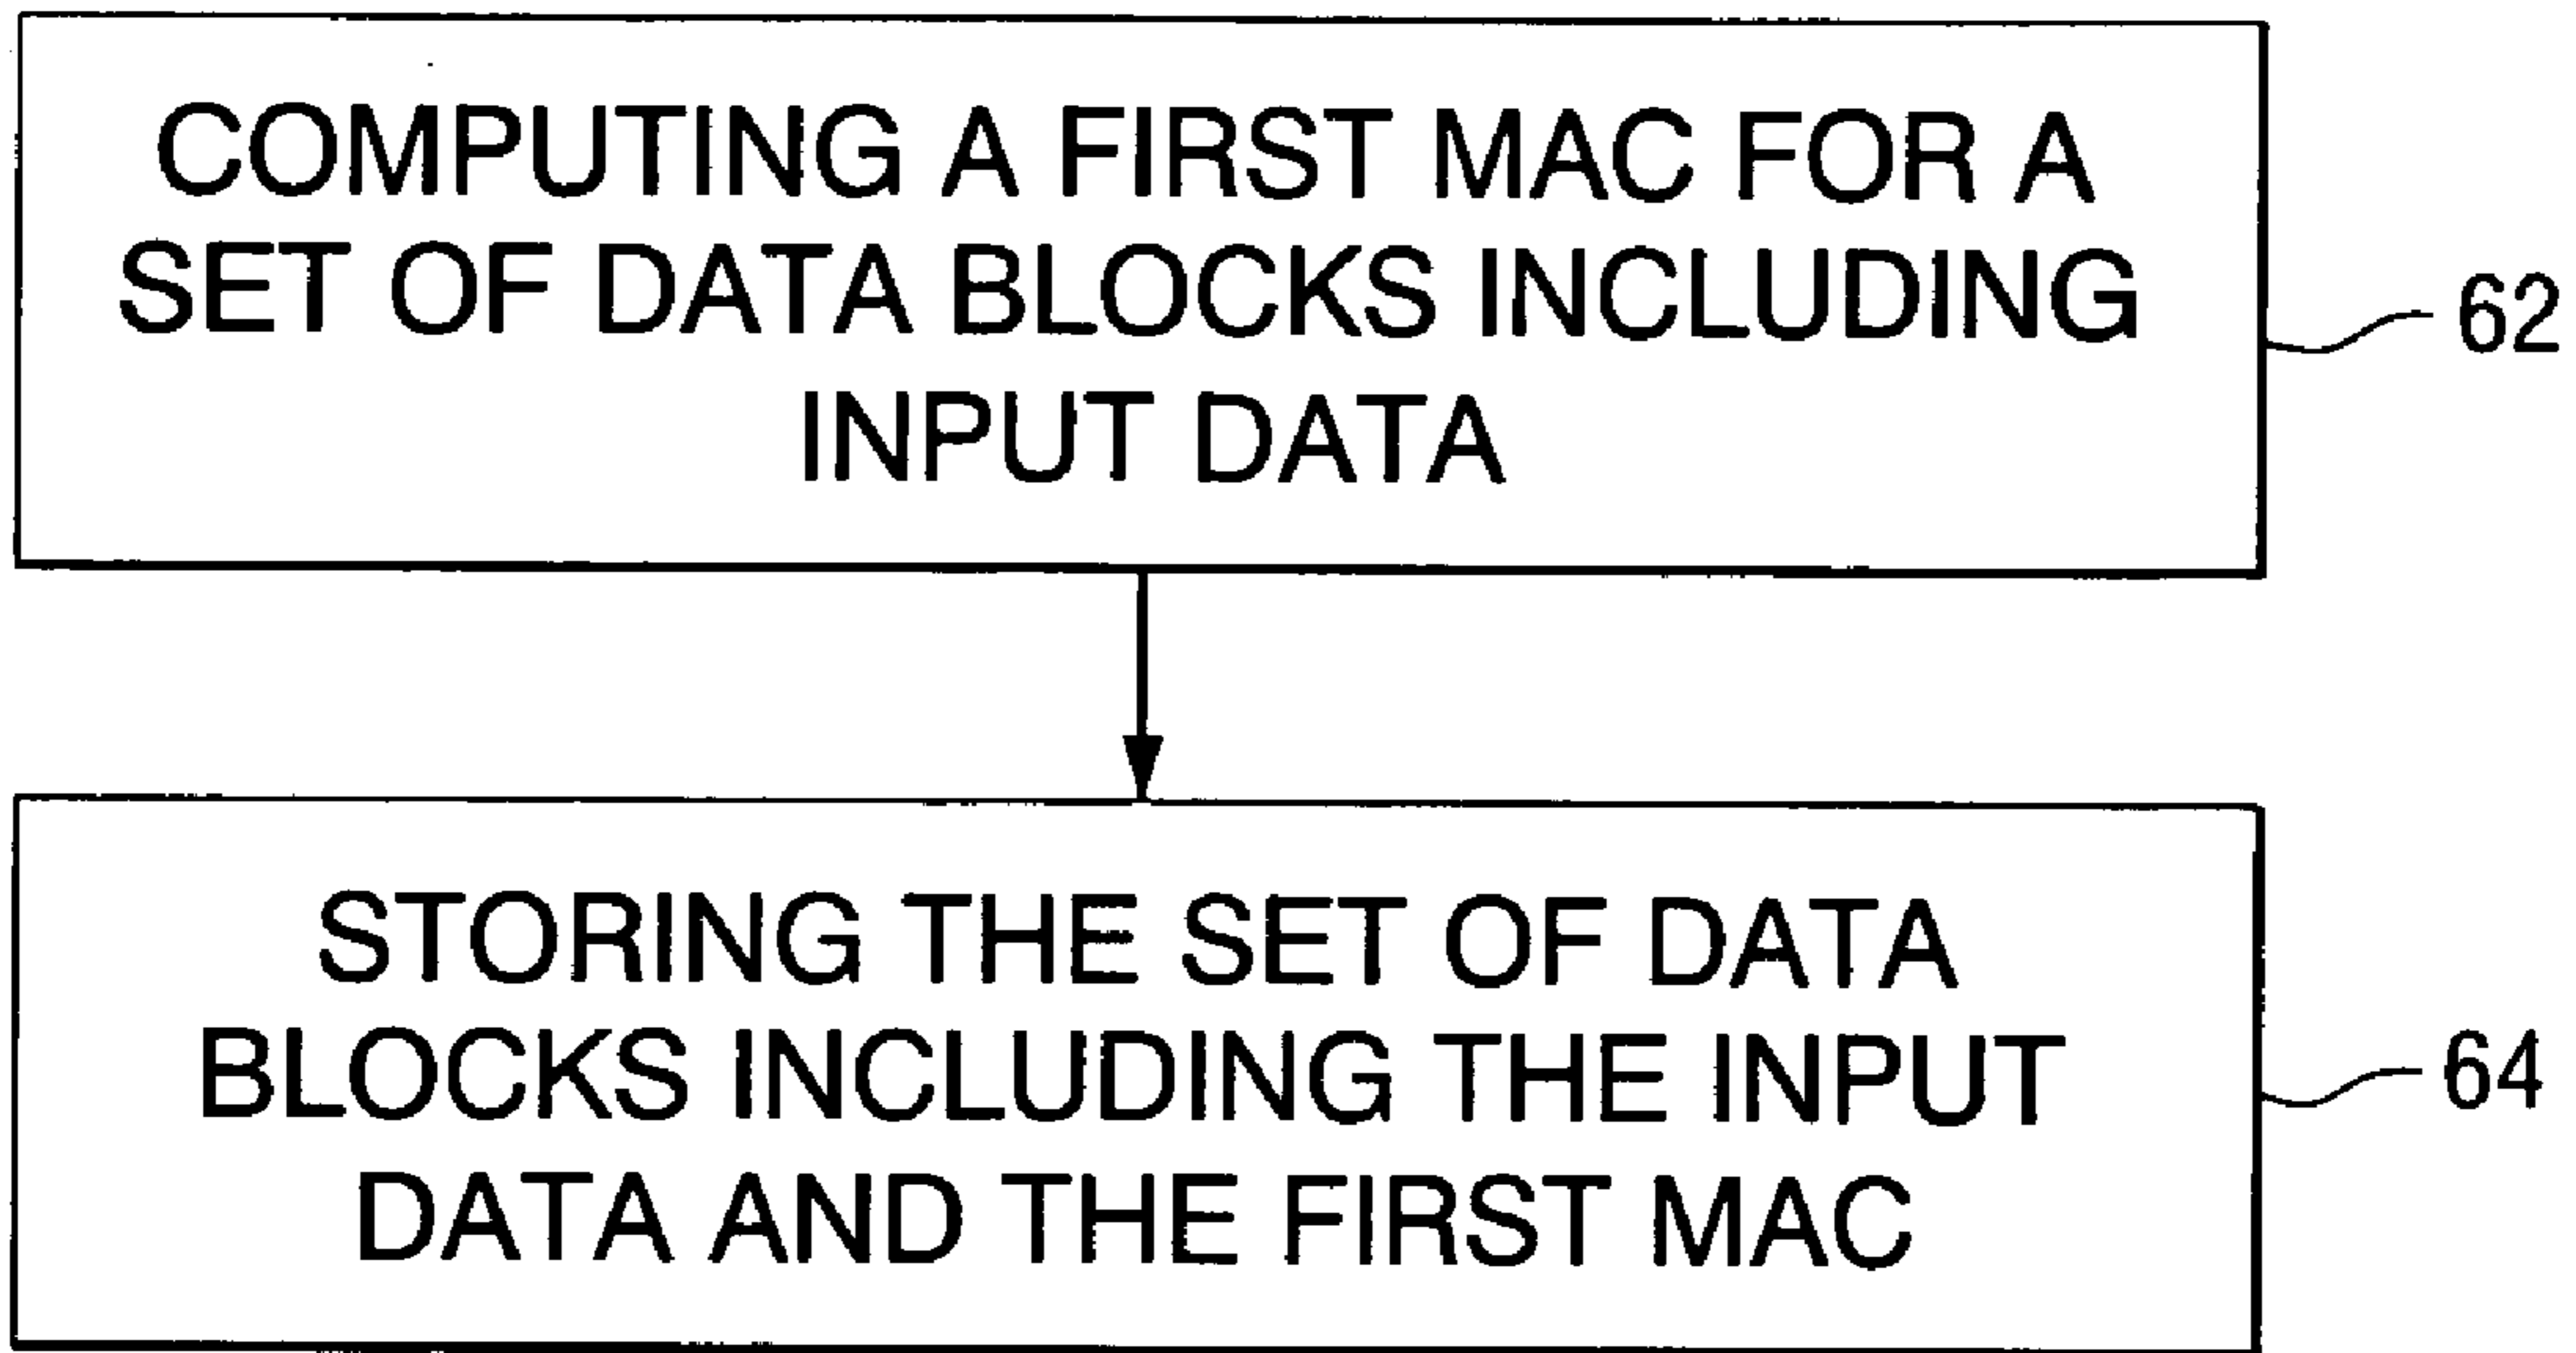 COMPUTING A FIRST MAC FOR A
SET OF DATA BLOCKS INCLUDING
INPUT DATA
62
STORING THE SET OF DATA
BLOCKS INCLUDING THE INPUT
DATA AND THE FIRST MAC
64